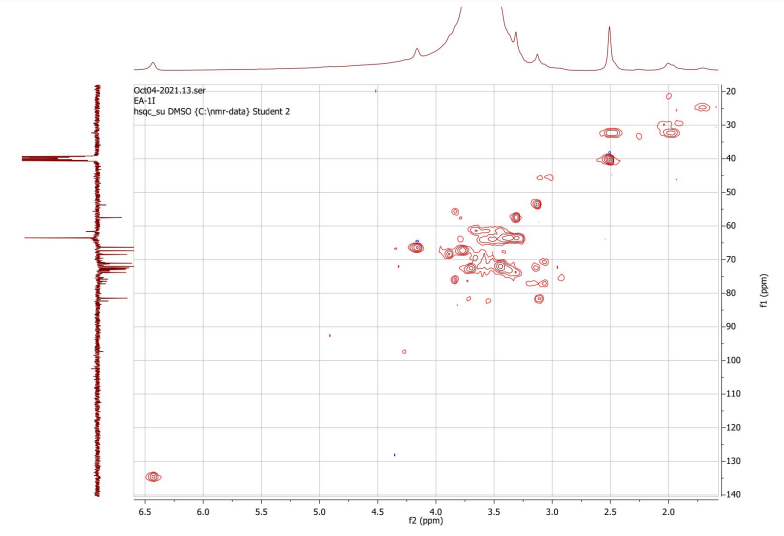 Oct04-2021.13.ser
EA-1I
hsqc_su DMSO {C:\nmr-data} Student 2
20
30
40
50
60
70
80
90
100
110
120
130
140
f1 (ppm)
6.5 6.0 5.5 5.0 4.5 4.0 3.5 3.0 2.5 2.0
f2 (ppm)